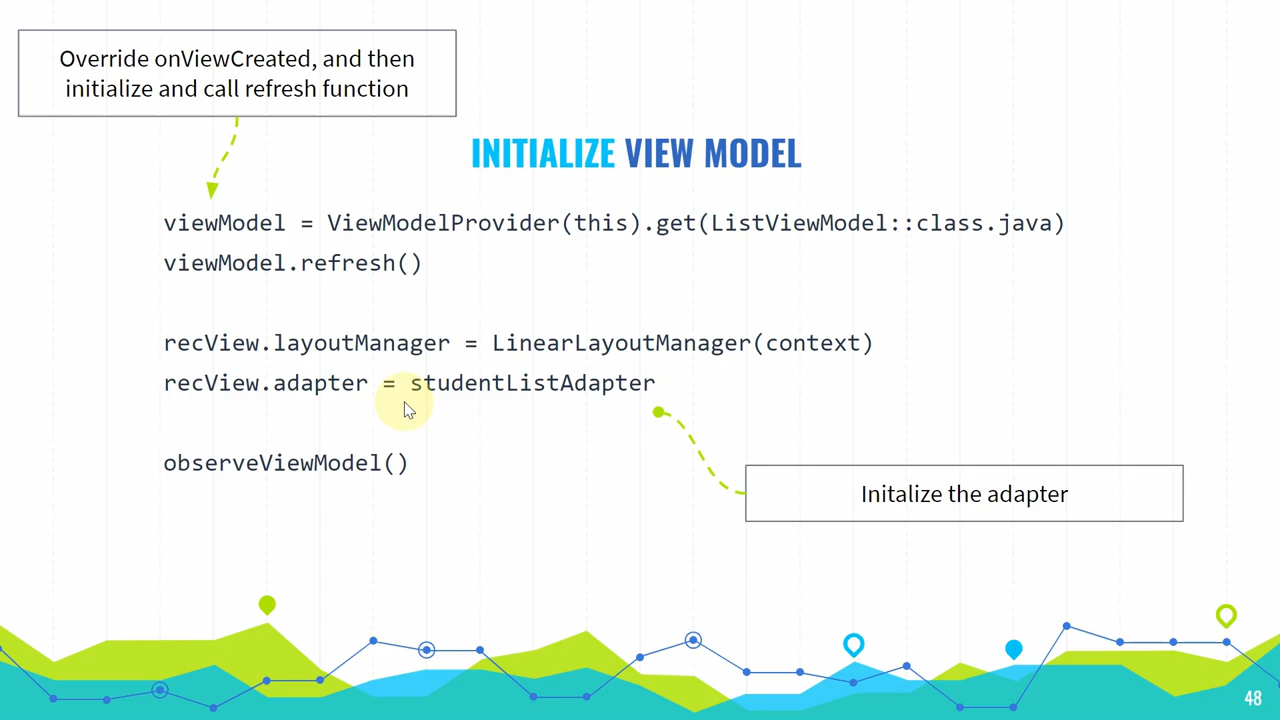 Override onViewCreated, and then
initialize and call refresh function
INITIALIZE VIEW MODEL
viewModel = ViewModelProvider(this).get(ListViewModel::class.java)
viewModel.refresh()
recView.layoutManager = LinearLayoutManager(context)
recView.adapter = studentListAdapter
observeViewModel()
Initalize the adapter
48